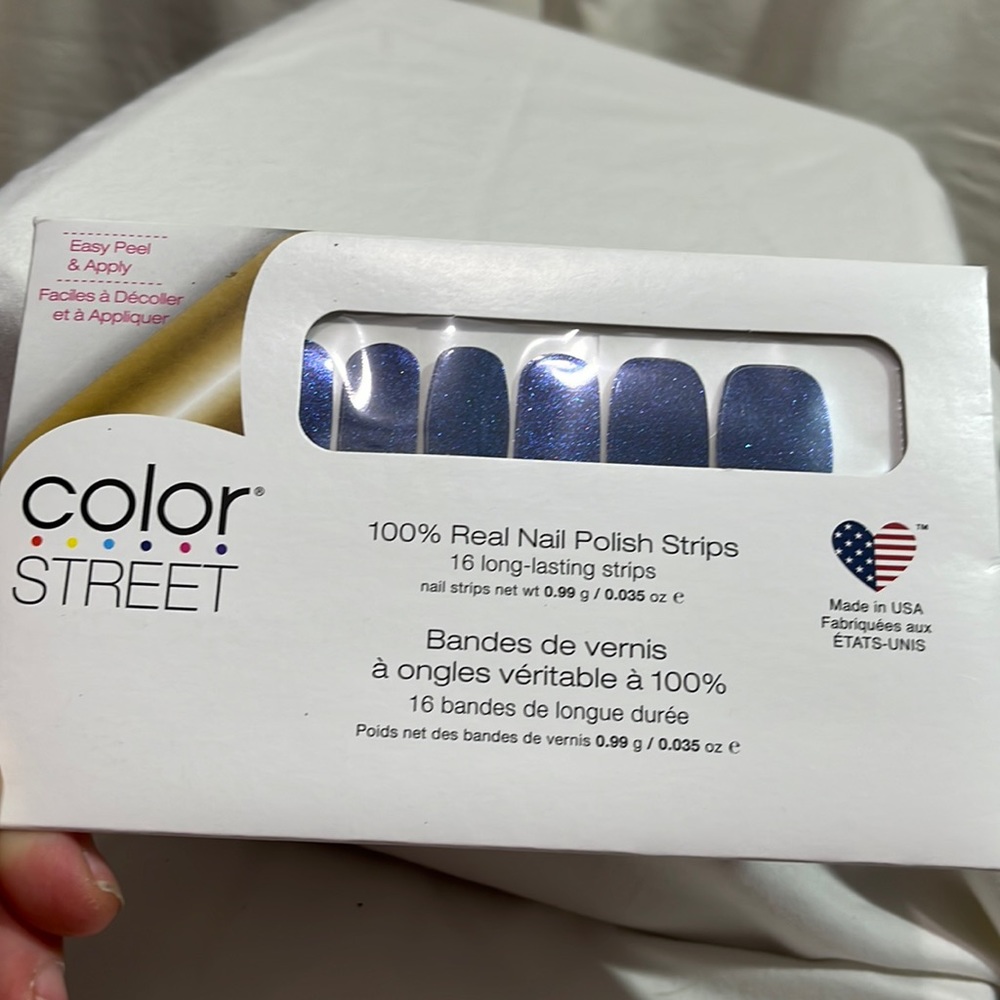 Easy Peel
& Apply
Faciles à Décoller
et à Appliquer
color®
STREET
100% Real Nail Polish Strips
16 long-lasting strips
nail strips net wt 0.99 g / 0.035 oz ℮
Bandes de vernis
à ongles véritable à 100%
16 bandes de longue durée
Poids net des bandes de vernis 0.99 g / 0.035 oz ℮
™
Made in USA
Fabriquées aux
ÉTATS-UNIS